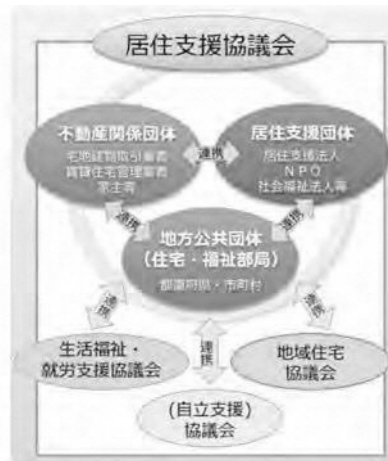 居住支援協議会
不動産関係団体
宅地建物取引業者
賃貸住宅管理業者
家主等
連携
居住支援団体
居住支援法人
NPO
社会福祉法人等
連携
連携
地方公共団体
(住宅・福祉部局)
都道府県・市町村
連携
連携
連携
生活福祉・
就労支援協議会
(自立支援)
協議会
地域住宅
協議会